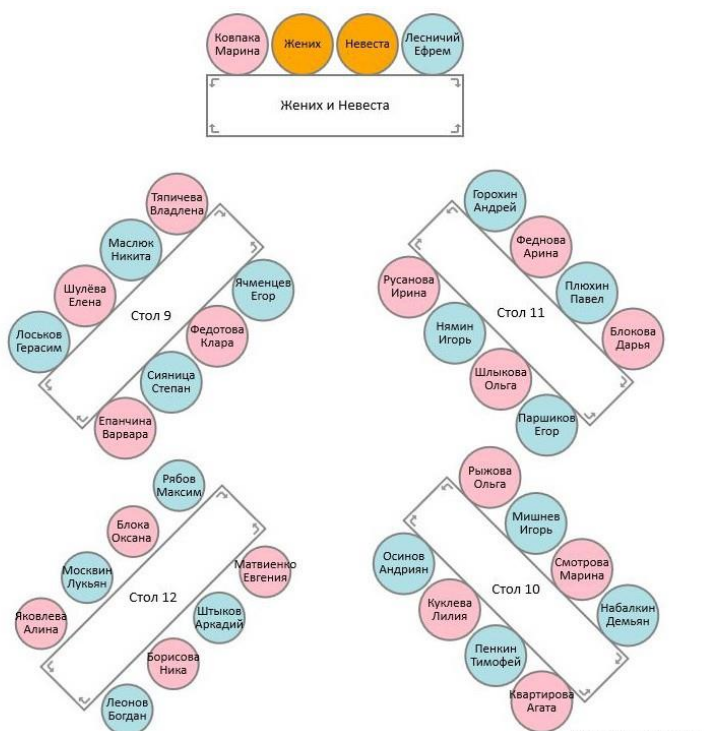 Ковпака
Марина
Жених
Невеста
Лесничий
Ефрем
Жених и Невеста
Тяпичева
Владлена
Маслюк
Никита
Шулёва
Елена
Лоськов
Герасим
Стол 9
Ячменцев
Егор
Федотова
Клара
Сияница
Степан
Епанчина
Варвара
Горохин
Андрей
Феднова
Арина
Плюхин
Павел
Блокова
Дарья
Стол 11
Русанова
Ирина
Нямин
Игорь
Шлыкова
Ольга
Паршиков
Егор
Рябов
Максим
Блока
Оксана
Москвин
Лукьян
Яковлева
Алина
Стол 12
Матвиенко
Евгения
Штыков
Аркадий
Борисова
Ника
Леонов
Богдан
Рыжова
Ольга
Мишнев
Игорь
Смотрова
Марина
Набалкин
Демьян
Стол 10
Осинов
Андриян
Куклева
Лилия
Пенкин
Тимофей
Квартирова
Агата